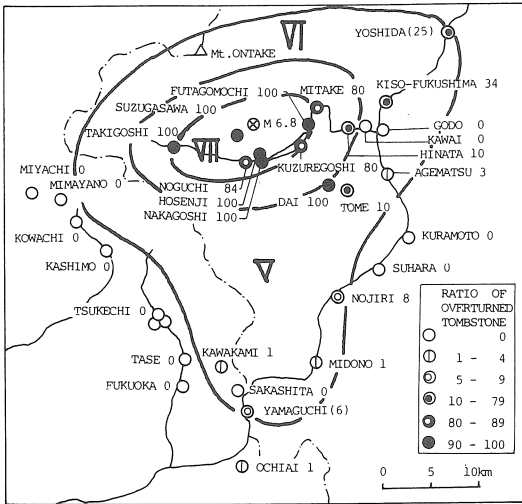 VI
YOSHIDA(25)
Mt.ONTAKE
KISO-FUKUSHIMA 34
FUTAGOMOCHI 100
MITAKE 80
SUZUGASAWA 100
M 6.8
GODO 0
TAKIGOSHI 100
KAWAI 0
VII
HINATA 10
MIYACHI 0
KUZUREGOSHI 80
AGEMATSU 3
MIMAYANO 0
NOGUCHI 84
HOSENJI 100
DAI 100
TOME 10
NAKAGOSHI 100
KOWACHI 0
KURAMOTO 0
KASHIMO 0
V
SUHARA 0
TSUKECHI 0
NOJIRI 8
RATIO OF
OVERTURNED
TOMBSTONE
0
1 - 4
5 - 9
10 - 79
80 - 89
90 - 100
TASE 0
KAWAKAMI 1
MIDONO 1
FUKUOKA 0
SAKASHITA 0
YAMAGUCHI(6)
OCHIAI 1
0 5 10km